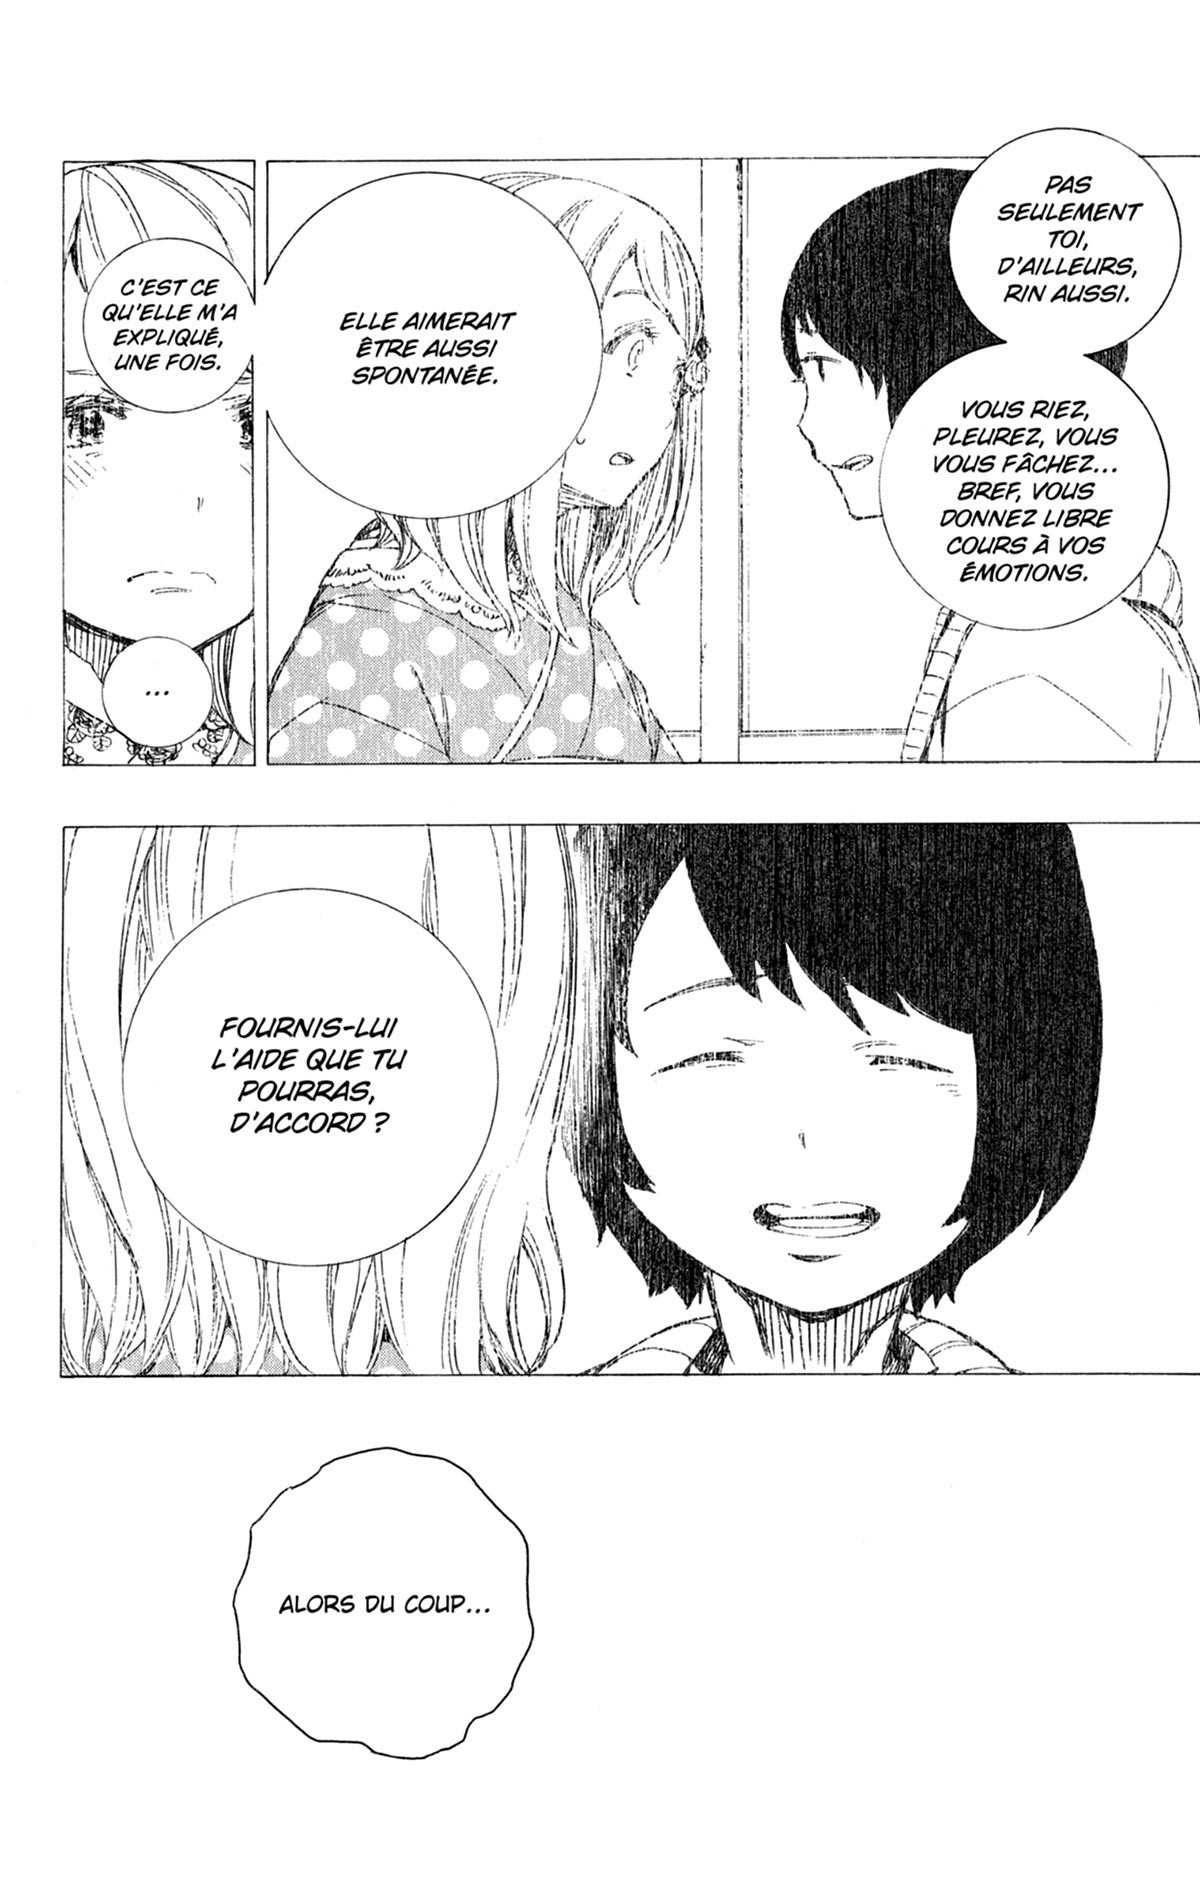 PAS
SEULEMENT
TOI,
D'AILLEURS,
RIN AUSSI.
VOUS RIEZ,
PLEUREZ, VOUS
VOUS FÂCHEZ...
BREF, VOUS
DONNEZ LIBRE
COURS À VOS
ÉMOTIONS.
ELLE AIMERAIT
ÊTRE AUSSI
SPONTANÉE.
C'EST CE
QU'ELLE M'A
EXPLIQUÉ,
UNE FOIS.
...
FOURNIS-LUI
L'AIDE QUE TU
POURRAS,
D'ACCORD ?
ALORS DU COUP...